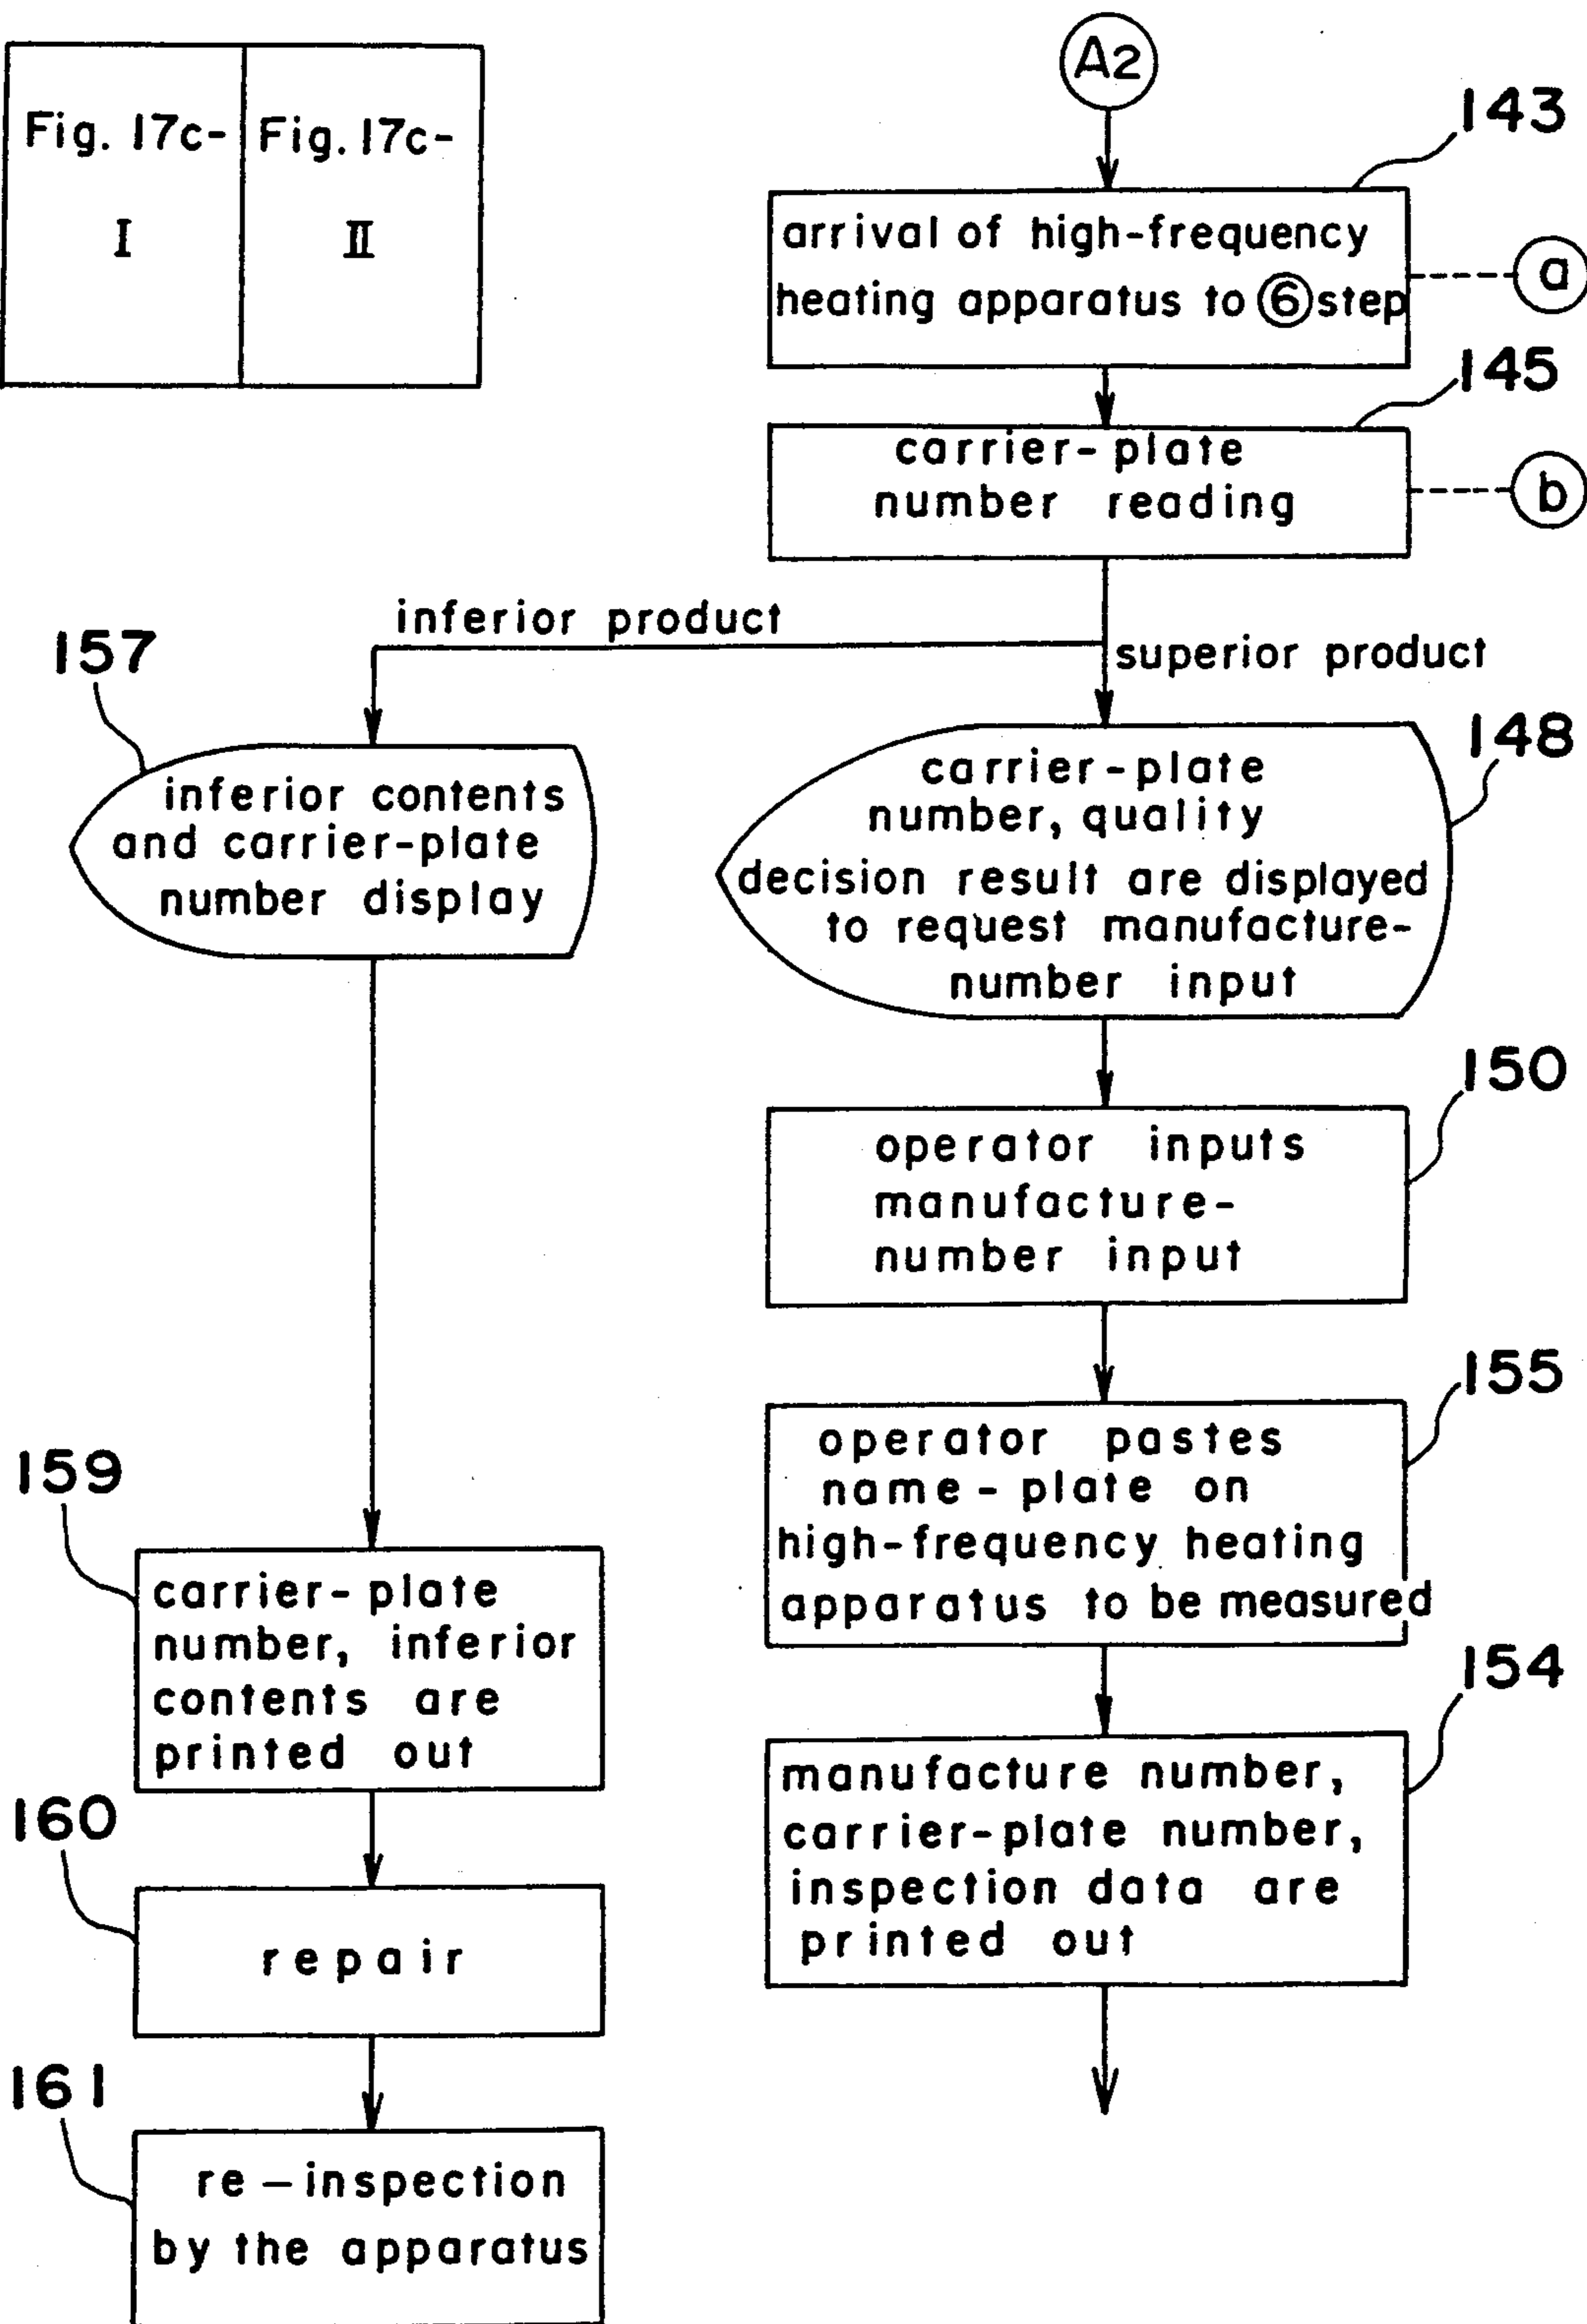 Fig. 17c-
I
Fig. 17c-
II
A2
143
arrival of high-frequency
heating apparatus to ⑥ step
a
145
carrier-plate
number reading
b
inferior product
superior product
157
inferior contents
and carrier-plate
number display
148
carrier-plate
number, quality
decision result are displayed
to request manufacture-
number input
150
operator inputs
manufacture-
number input
155
operator pastes
name-plate on
high-frequency heating
apparatus to be measured
159
carrier-plate
number, inferior
contents are
printed out
154
manufacture number,
carrier-plate number,
inspection data are
printed out
160
repair
161
re-inspection
by the apparatus